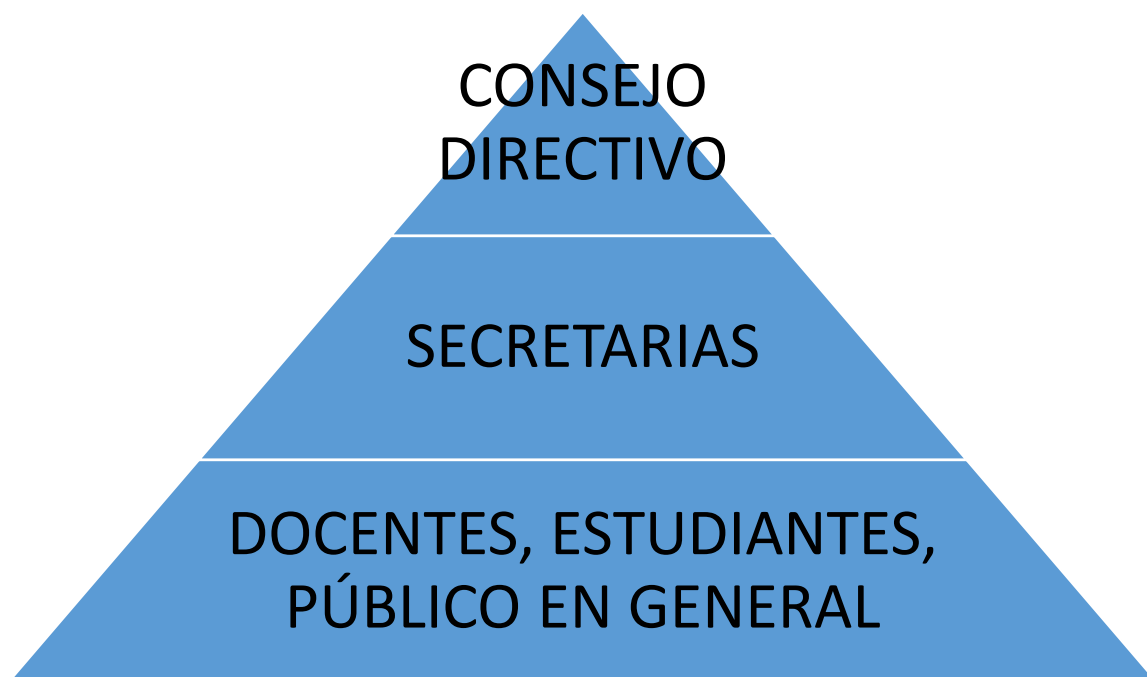 CONSEJO
DIRECTIVO
SECRETARIAS
DOCENTES, ESTUDIANTES,
PÚBLICO EN GENERAL